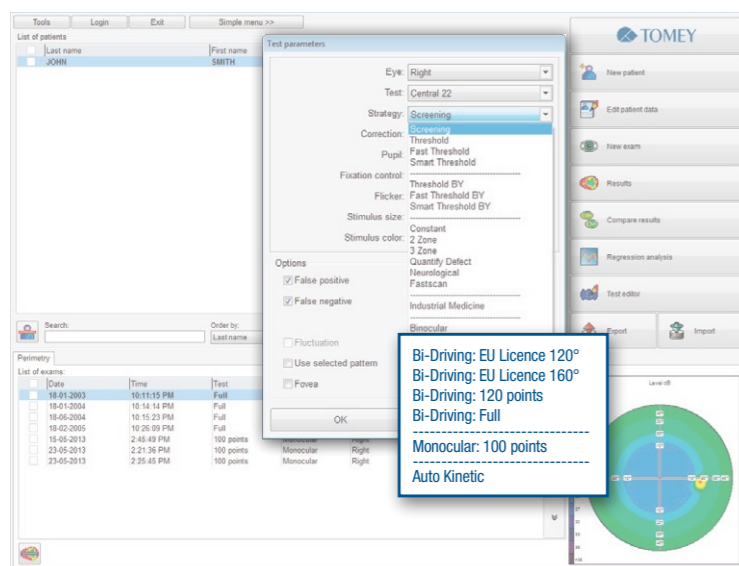 Tools Login Exit Simple menu >>
List of patients
Last name First name
JOHN SMITH
Test parameters
Eye: Right
Test: Central 22
Strategy: Screening
Correction:
Pupil:
Fixation control:
Flicker:
Stimulus size:
Stimulus color:
Screening
Threshold
Fast Threshold
Smart Threshold
Threshold BY
Fast Threshold BY
Smart Threshold BY
Constant
2 Zone
3 Zone
Quantify Defect
Neurological
Fastscan
Industrial Medicine
Binocular
Options
False positive
False negative
Fluctuation
Use selected pattern
Fovea
OK
Bi-Driving: EU Licence 120°
Bi-Driving: EU Licence 160°
Bi-Driving: 120 points
Bi-Driving: Full
Monocular: 100 points
Auto Kinetic
TOMEY
New patient
Edit patient data
New exam
Results
Compare results
Regression analysis
Test editor
Export Import
Search: Order by:
Last name
Perimetry
List of exams:
Date Time Test
18-01-2003 10:11:15 PM Full
18-01-2004 10:14:14 PM Full
18-06-2004 10:15:23 PM Full
18-02-2005 10:26:09 PM Full
15-05-2013 2:45:49 PM 100 points Monocular Right
23-05-2013 2:21:36 PM 100 points Monocular Right
23-05-2013 2:25:45 PM 100 points Monocular Right
Level dB